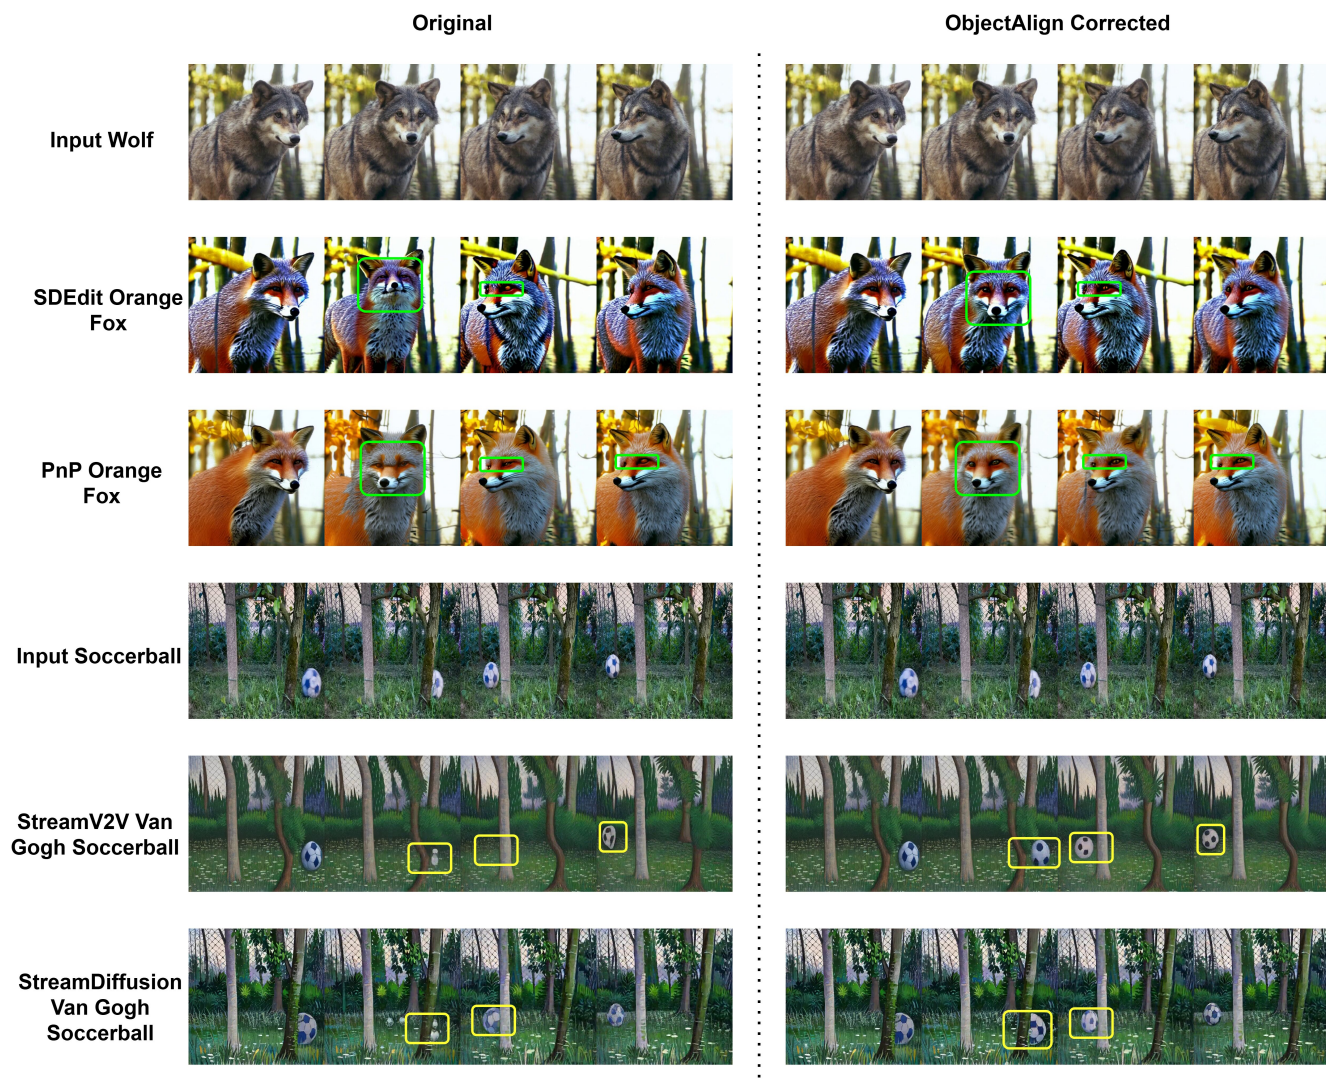 Original
ObjectAlign Corrected
Input Wolf
SDEdit Orange
Fox
PnP Orange
Fox
Input Soccerball
StreamV2V Van
Gogh Soccerball
StreamDiffusion
Van Gogh
Soccerball